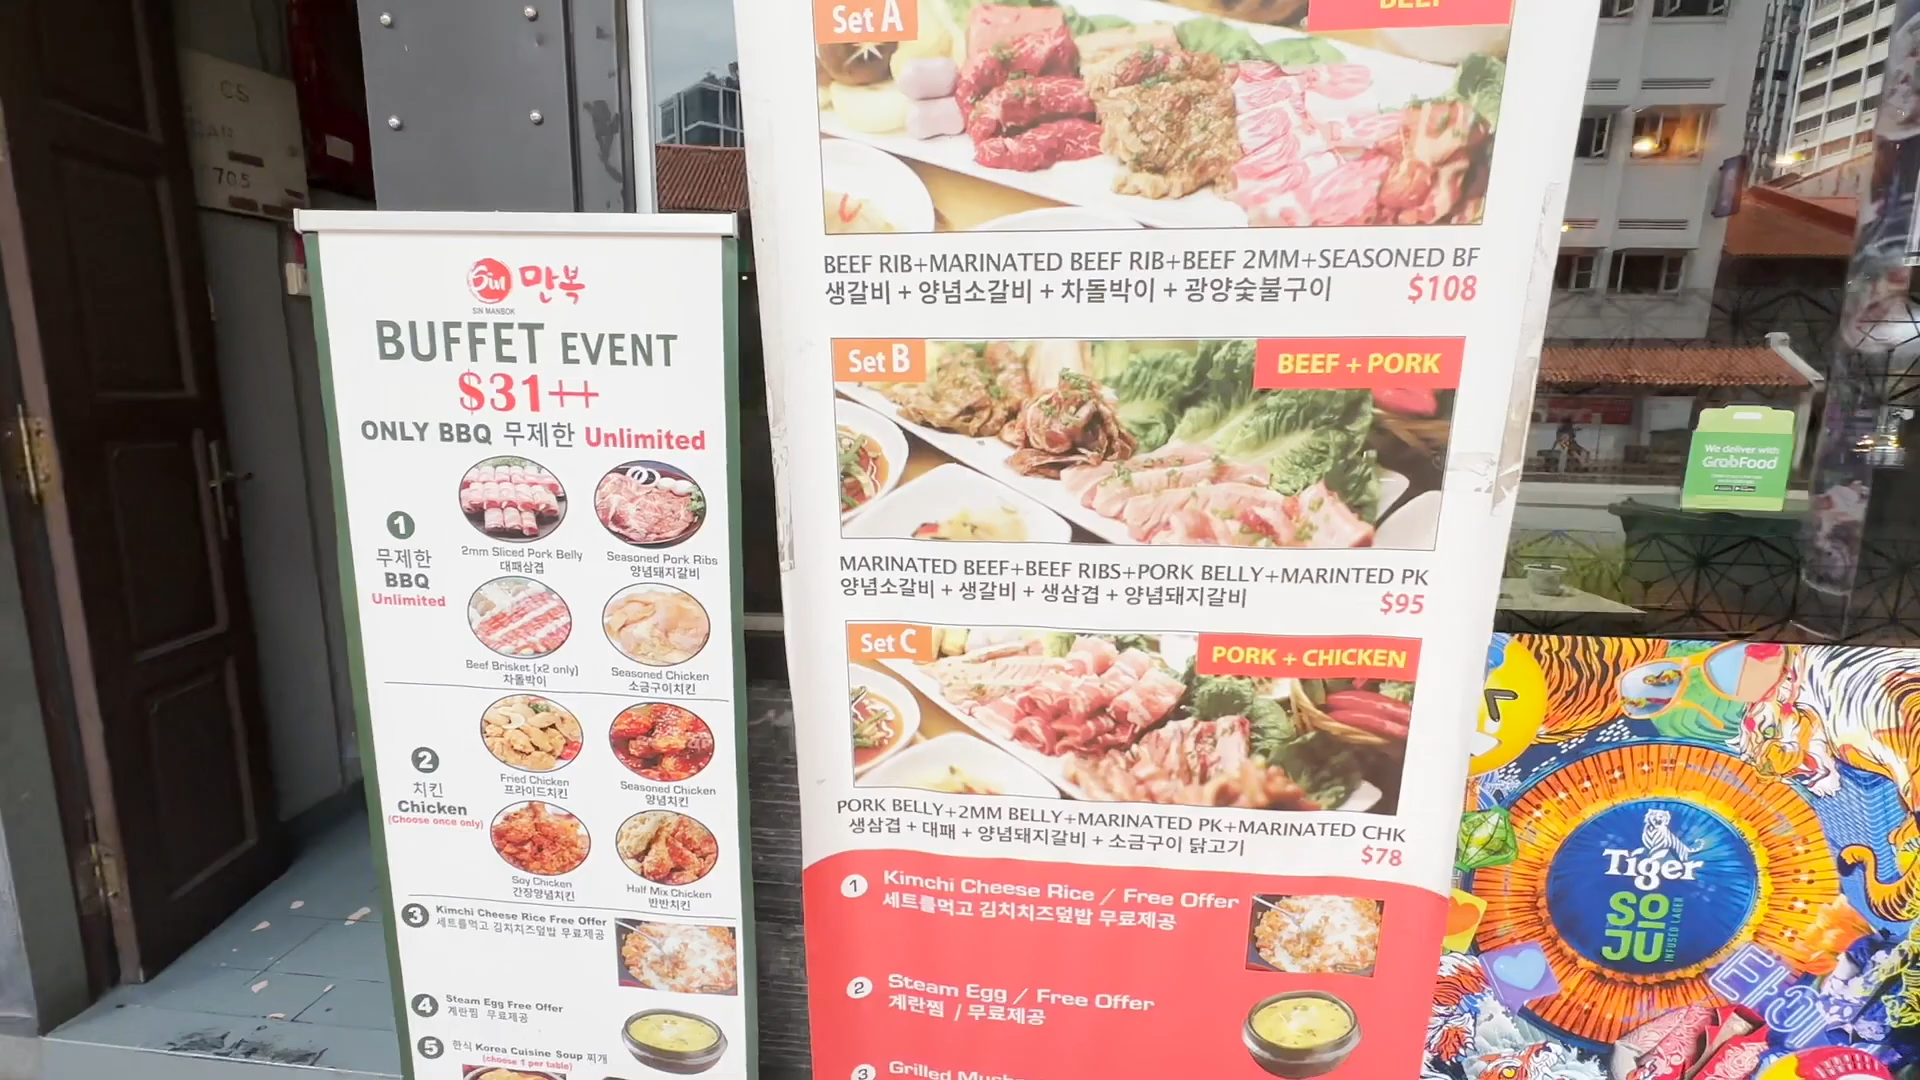 CS
705
Sin 만복
SIN MANBOK
BUFFET EVENT
$31++
ONLY BBQ 무제한 Unlimited
1
무제한
BBQ
Unlimited
2mm Sliced Pork Belly
대패삼겹
Seasoned Pork Ribs
양념돼지갈비
Beef Brisket (x2 only)
차돌박이
Seasoned Chicken
소금구이치킨
2
치킨
Chicken
(Choose once only)
Fried Chicken
프라이드치킨
Seasoned Chicken
양념치킨
Soy Chicken
간장양념치킨
Half Mix Chicken
반반치킨
3
Kimchi Cheese Rice Free Offer
세트를먹고 김치치즈덮밥 무료제공
4
Steam Egg Free Offer
계란찜 무료제공
5
한식 Korea Cuisine Soup 찌개
(choose 1 per table)
Set A
BEEF
BEEF RIB+MARINATED BEEF RIB+BEEF 2MM+SEASONED BF
생갈비 + 양념소갈비 + 차돌박이 + 광양숯불구이
$108
Set B
BEEF + PORK
MARINATED BEEF+BEEF RIBS+PORK BELLY+MARINTED PK
양념소갈비 + 생갈비 + 생삼겹 + 양념돼지갈비
$95
Set C
PORK + CHICKEN
PORK BELLY+2MM BELLY+MARINATED PK+MARINATED CHK
생삼겹 + 대패 + 양념돼지갈비 + 소금구이 닭고기
$78
1
Kimchi Cheese Rice / Free Offer
세트를먹고 김치치즈덮밥 무료제공
2
Steam Egg / Free Offer
계란찜 / 무료제공
3
Grilled
We deliver with
GrabFood
Tiger
SO
JU
INFUSED LAGER